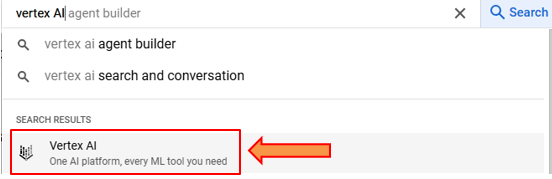 vertex AI agent builder
Search
vertex ai agent builder
vertex ai search and conversation
SEARCH RESULTS
Vertex AI
One AI platform, every ML tool you need